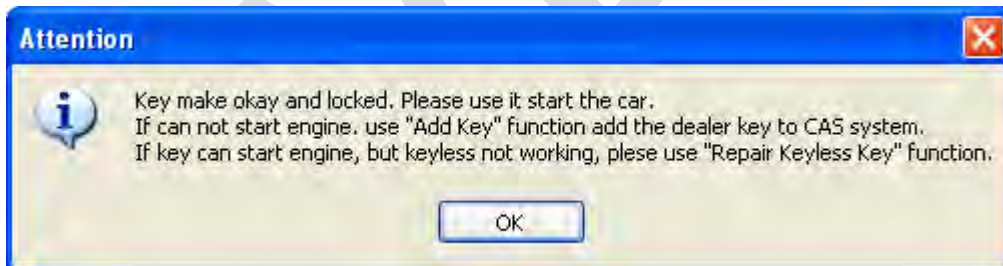 Attention
Key make okay and locked. Please use it start the car.
If can not start engine. use "Add Key" function add the dealer key to CAS system.
If key can start engine, but keyless not working, plese use "Repair Keyless Key" function.
OK